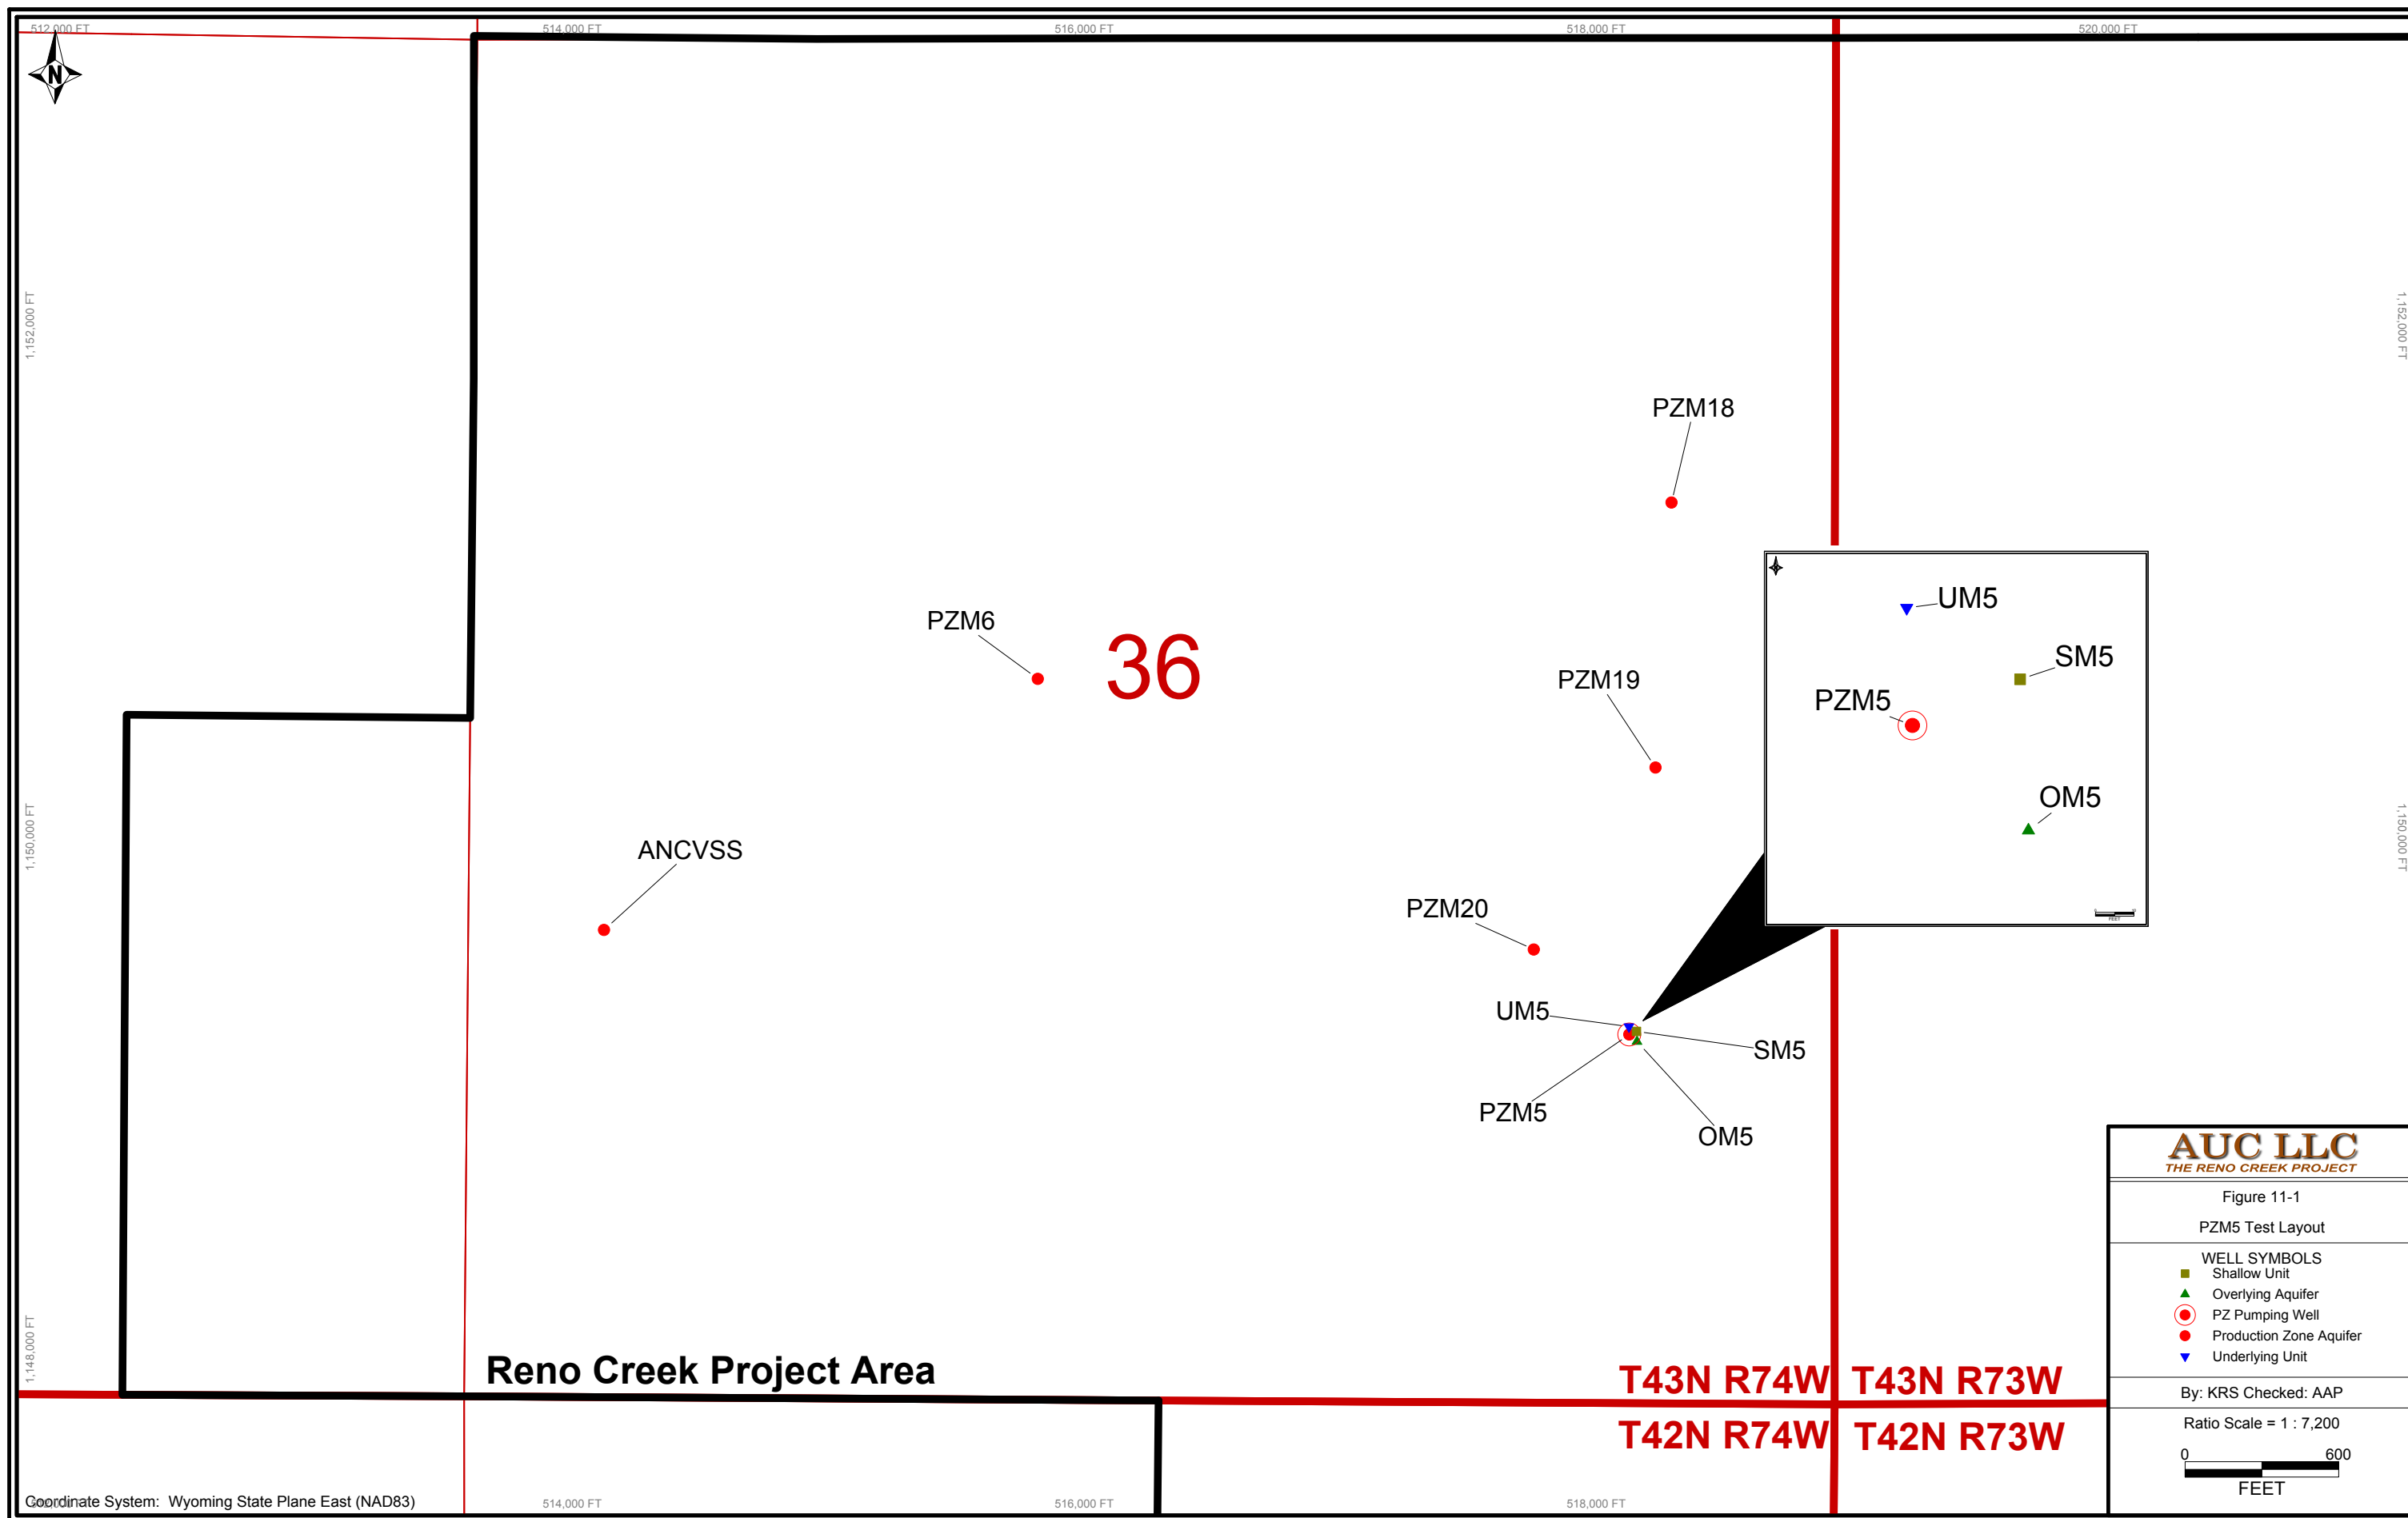 512,000 FT
514,000 FT
516,000 FT
518,000 FT
520,000 FT
N
1,152,000 FT
1,152,000 FT
PZM18
UM5
PZM6
36
SM5
PZM19
PZM5
OM5
1,150,000 FT
1,150,000 FT
ANCVSS
PZM20
FEET
UM5
SM5
PZM5
OM5
AUC LLC
THE RENO CREEK PROJECT
Figure 11-1
PZM5 Test Layout
WELL SYMBOLS
Shallow Unit
Overlying Aquifer
PZ Pumping Well
Production Zone Aquifer
Underlying Unit
By: KRS Checked: AAP
Ratio Scale = 1 : 7,200
0 600
FEET
1,148,000 FT
Reno Creek Project Area
T43N R74W
T43N R73W
T42N R74W
T42N R73W
Coordinate System: Wyoming State Plane East (NAD83)
514,000 FT
516,000 FT
518,000 FT